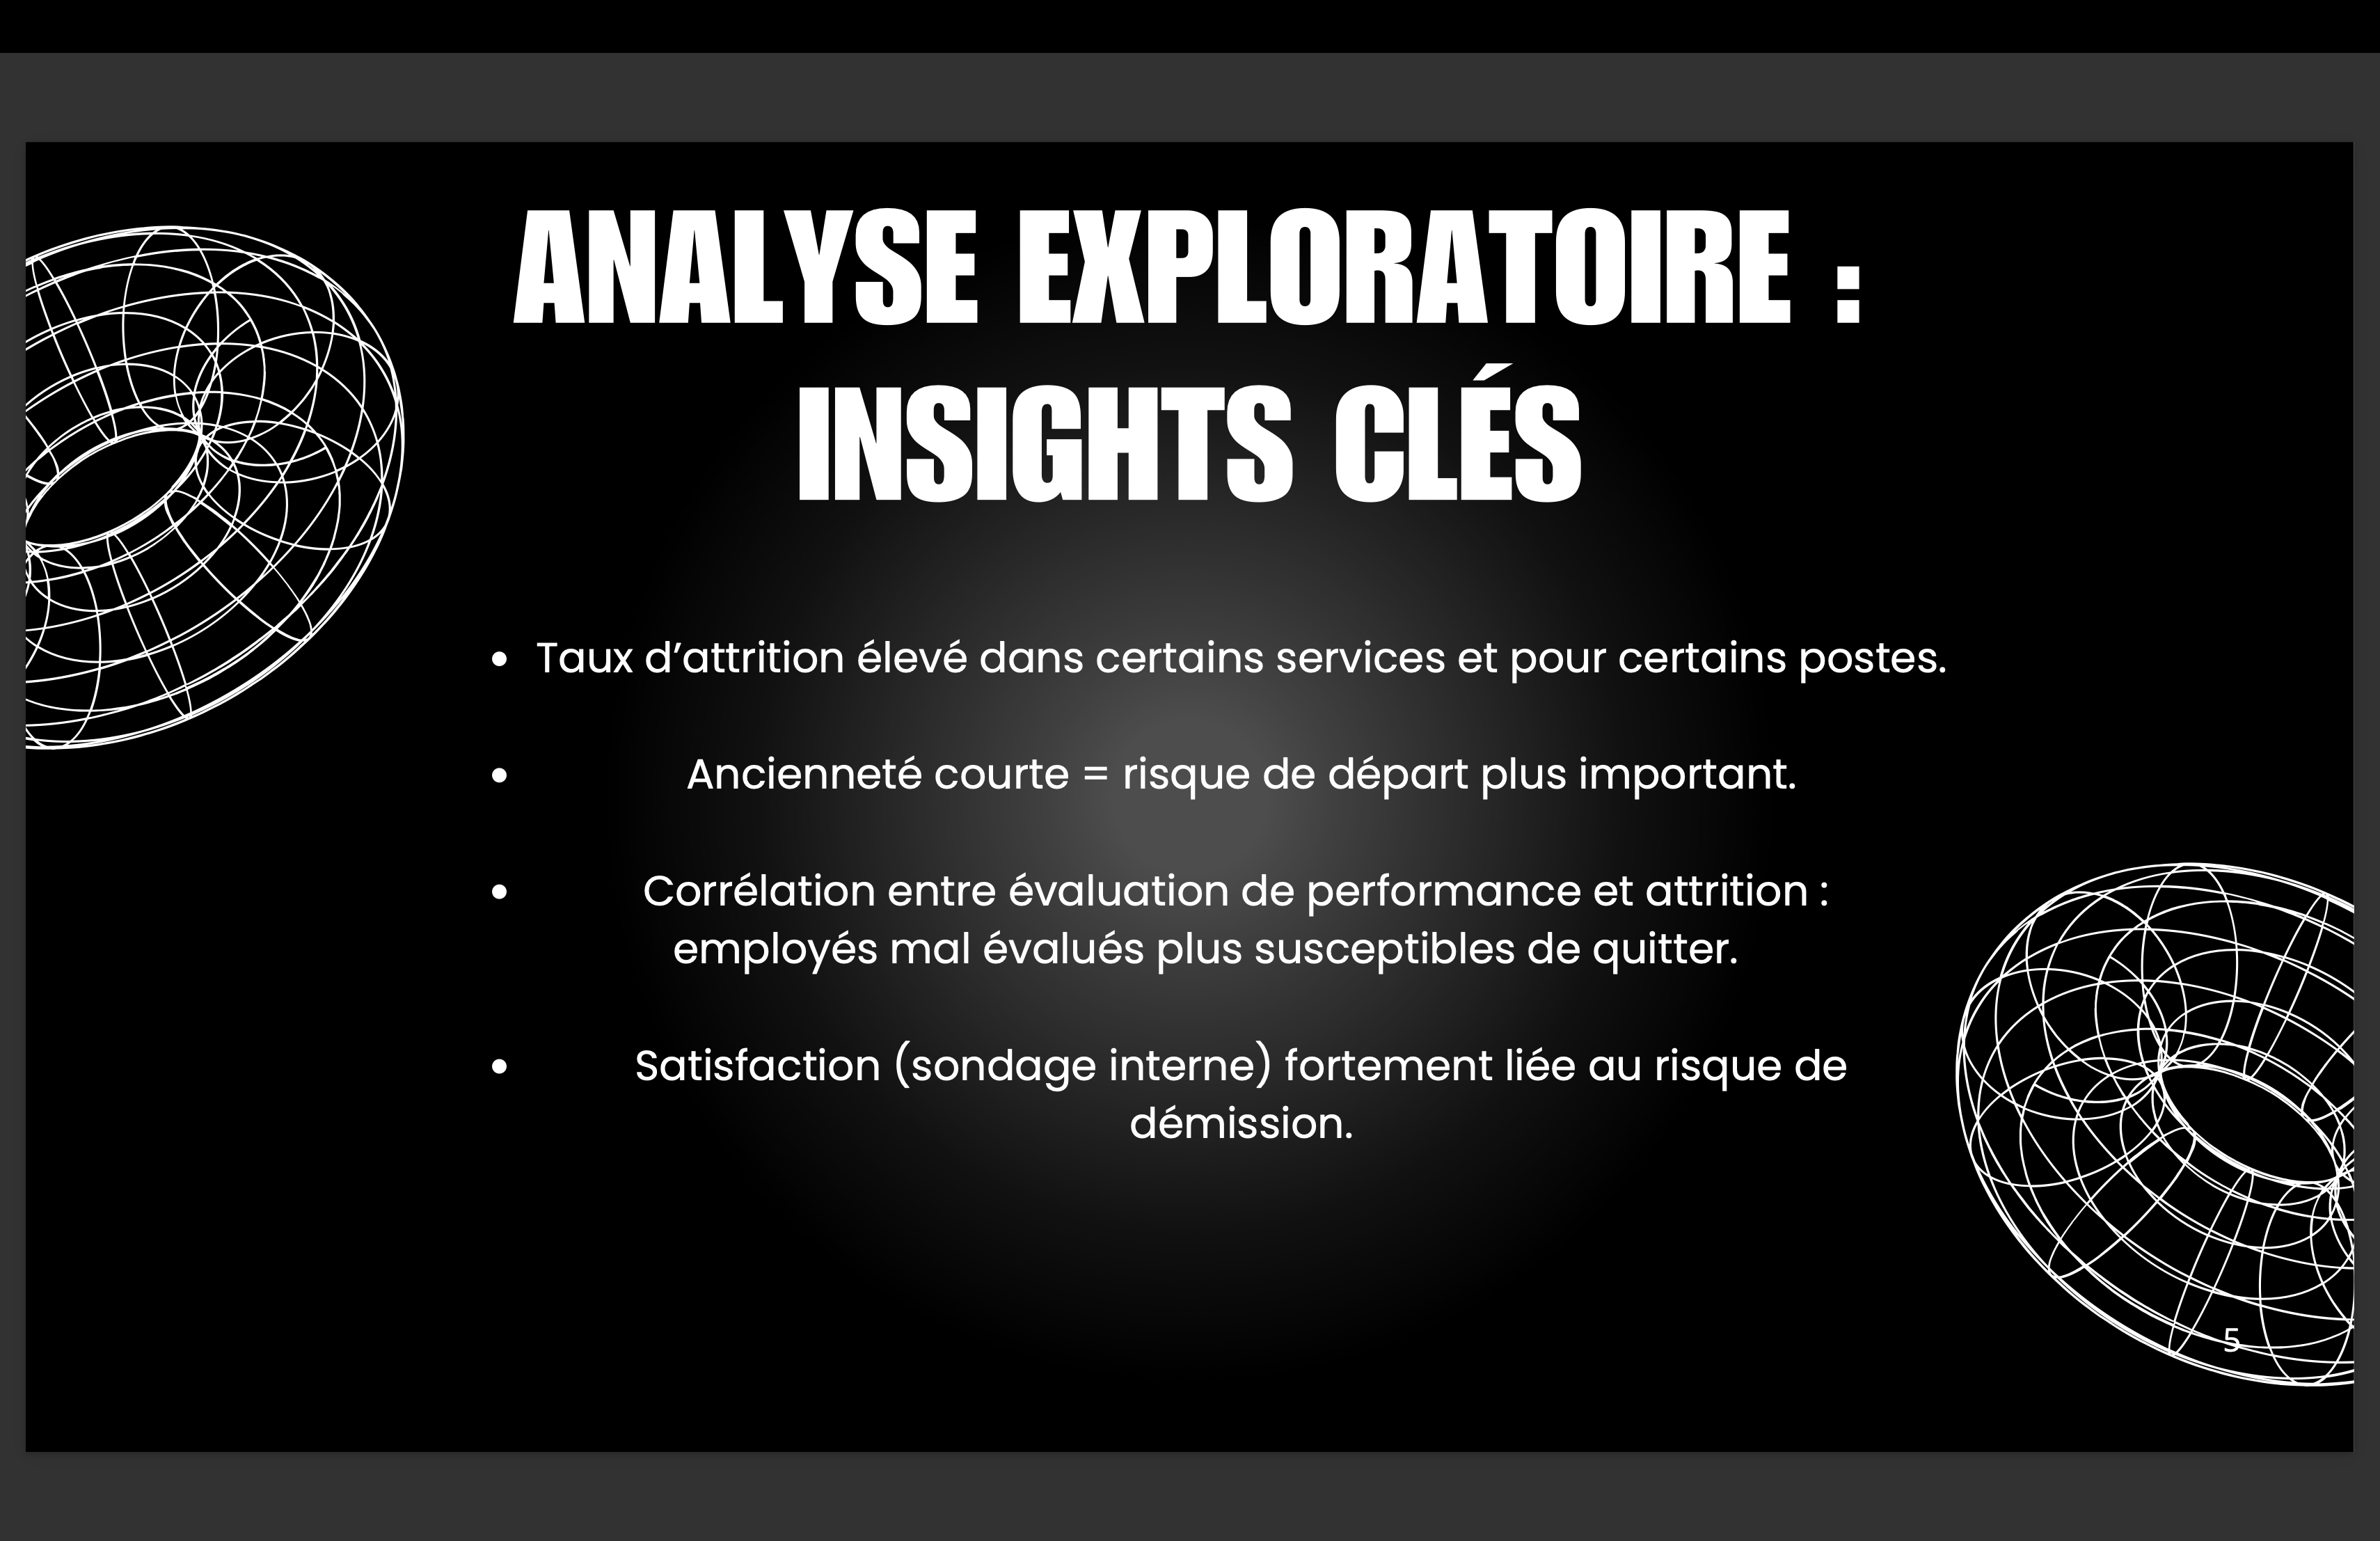 ANALYSE EXPLORATOIRE :
INSIGHTS CLÉS
• Taux d’attrition élevé dans certains services et pour certains postes.
• Ancienneté courte = risque de départ plus important.
• Corrélation entre évaluation de performance et attrition :
employés mal évalués plus susceptibles de quitter.
• Satisfaction (sondage interne) fortement liée au risque de
démission.
5